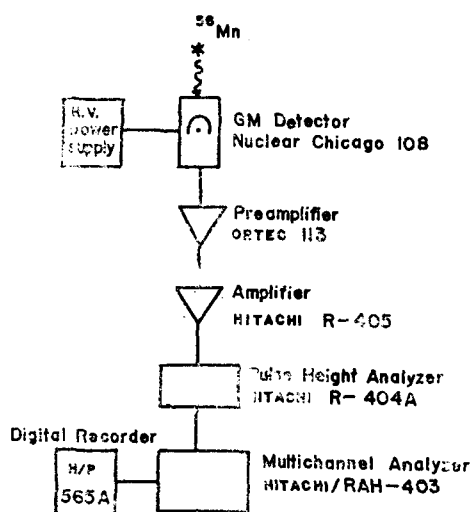 56Mn
H.V.
power
supply
GM Detector
Nuclear Chicago 108
Preamplifier
ORTEC 113
Amplifier
HITACHI R-405
Pulse Height Analyzer
HITACHI R-404A
Digital Recorder
H/P
565A
Multichannel Analyzer
HITACHI/RAH-403